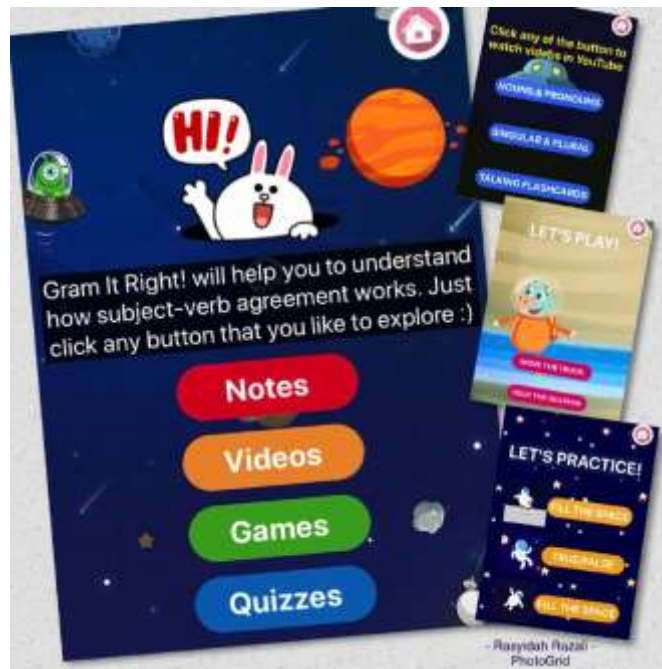 HI!
Gram It Right! will help you to understand
how subject-verb agreement works. Just
click any button that you like to explore :)
Notes
Videos
Games
Quizzes
Click any of the button to
watch videos in YouTube
NOUNS & PRONOUNS
SINGULAR & PLURAL
TALKING FLASHCARDS
LET'S PLAY!
MOVE THE TRUCK
LET'S PRACTICE!
FILL THE SPACE
TRUE/FALSE
FILL THE SPACE
- Rasyidah Razali -
PhotoGrid